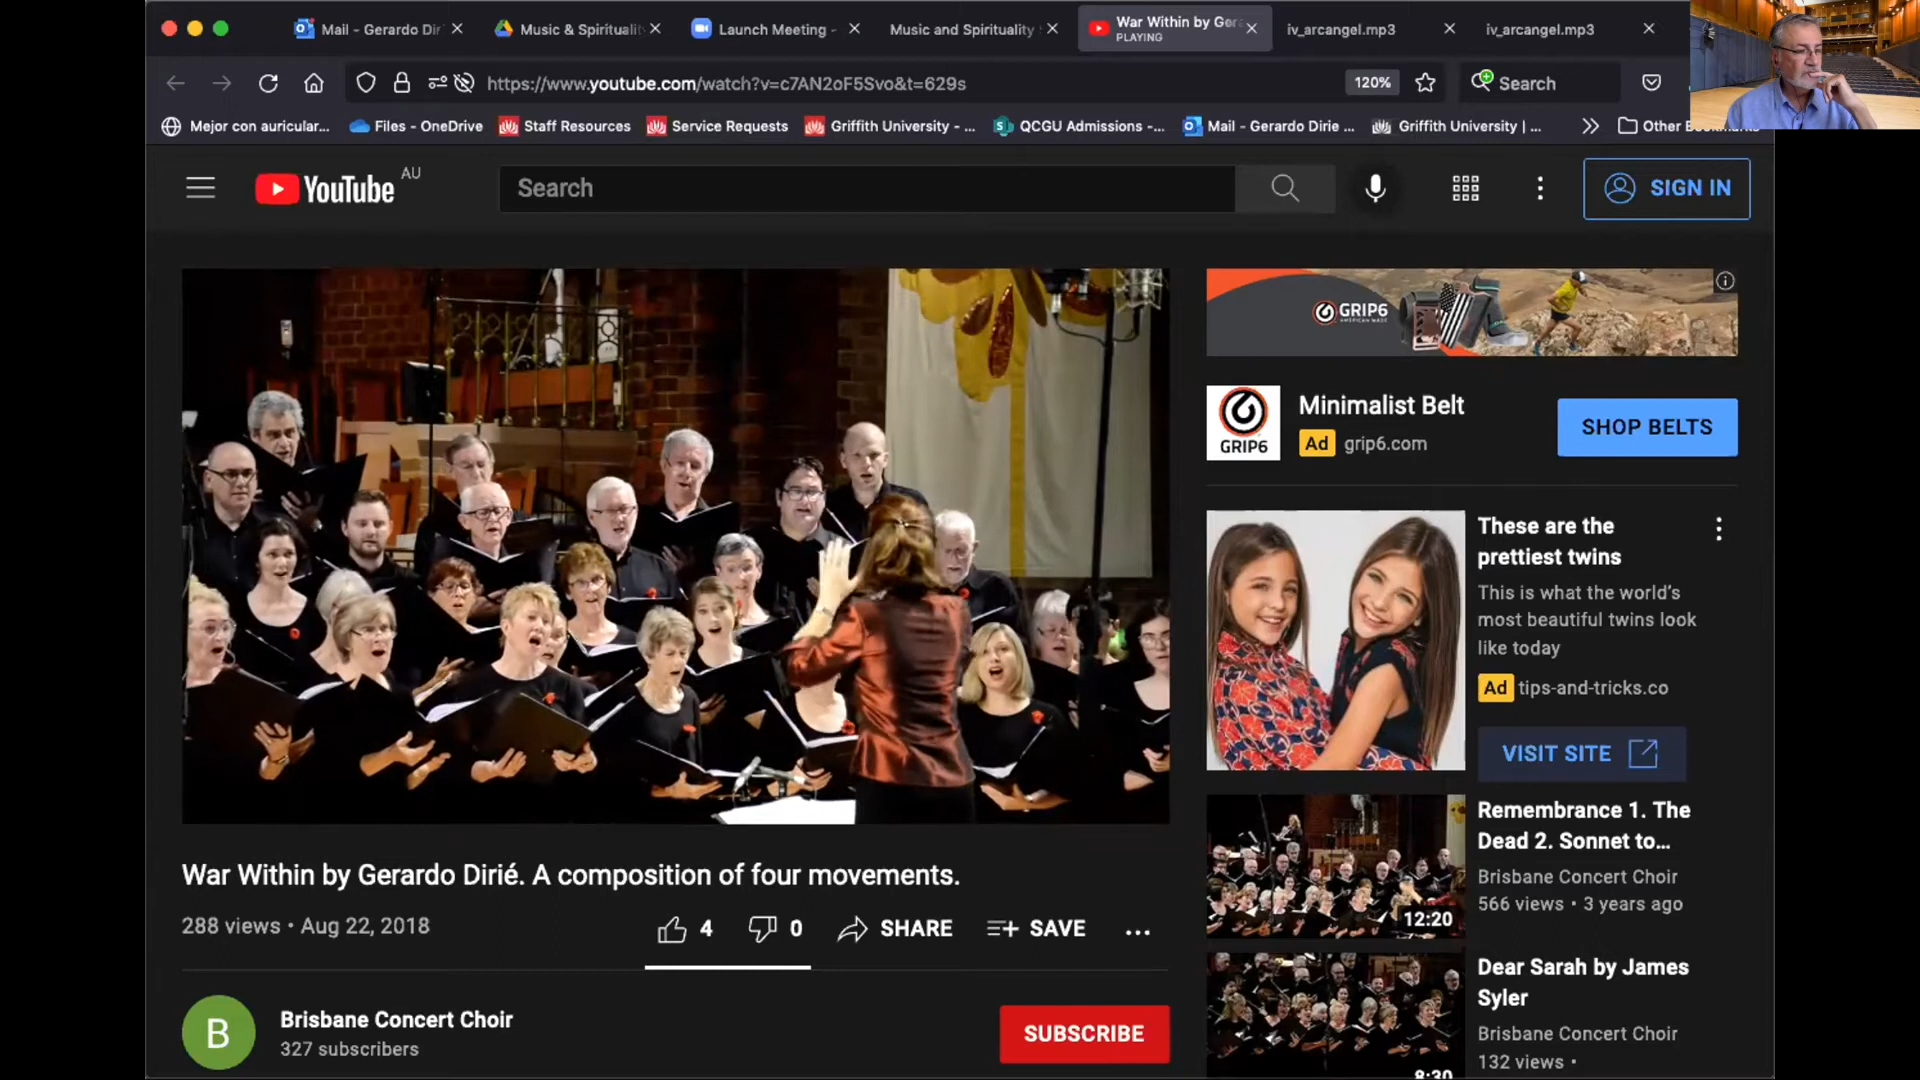 Mail - Gerardo Dir
Music & Spiritualit
Launch Meeting -
Music and Spirituality
War Within by Ger
PLAYING
iv_arcangel.mp3
iv_arcangel.mp3
https://www.youtube.com/watch?v=c7AN2oF5Svo&t=629s
120%
Search
Mejor con auricular...
Files - OneDrive
Staff Resources
Service Requests
Griffith University - ...
QCGU Admissions -...
Mail - Gerardo Dirie ...
Griffith University | ...
Other Bookmarks
YouTube AU
Search
SIGN IN
GRIP6
AMERICAN MADE
GRIP6
Minimalist Belt
Ad grip6.com
SHOP BELTS
These are the
prettiest twins
This is what the world's
most beautiful twins look
like today
Ad tips-and-tricks.co
VISIT SITE
War Within by Gerardo Dirié. A composition of four movements.
288 views • Aug 22, 2018
4
0
SHARE
SAVE
B
Brisbane Concert Choir
327 subscribers
SUBSCRIBE
12:20
Remembrance 1. The
Dead 2. Sonnet to...
Brisbane Concert Choir
566 views • 3 years ago
8:30
Dear Sarah by James
Syler
Brisbane Concert Choir
132 views •